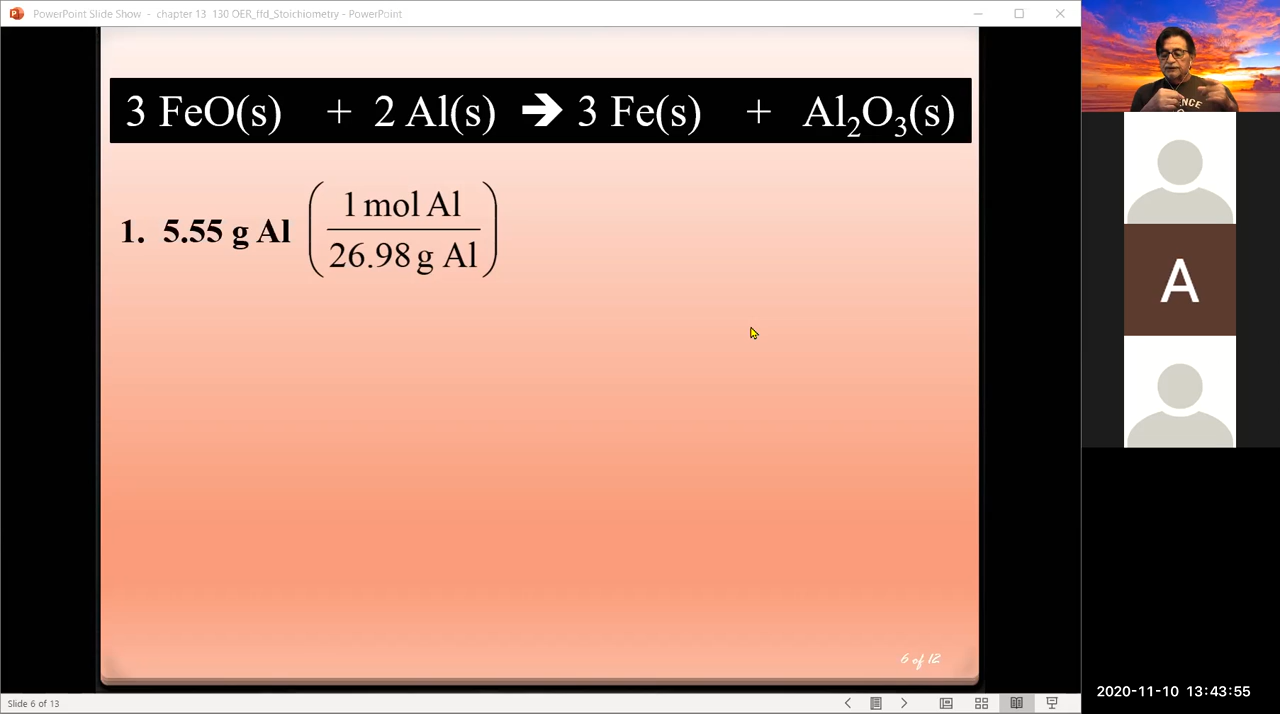 PowerPoint Slide Show - chapter 13 130 OER_ffd_Stoichiometry - PowerPoint
3 FeO(s) + 2 Al(s) ➔ 3 Fe(s) + Al₂O₃(s)
1 mol Al
1. 5.55 g Al
26.98 g Al
A
6 of 12
Slide 6 of 13
2020-11-10 13:43:55